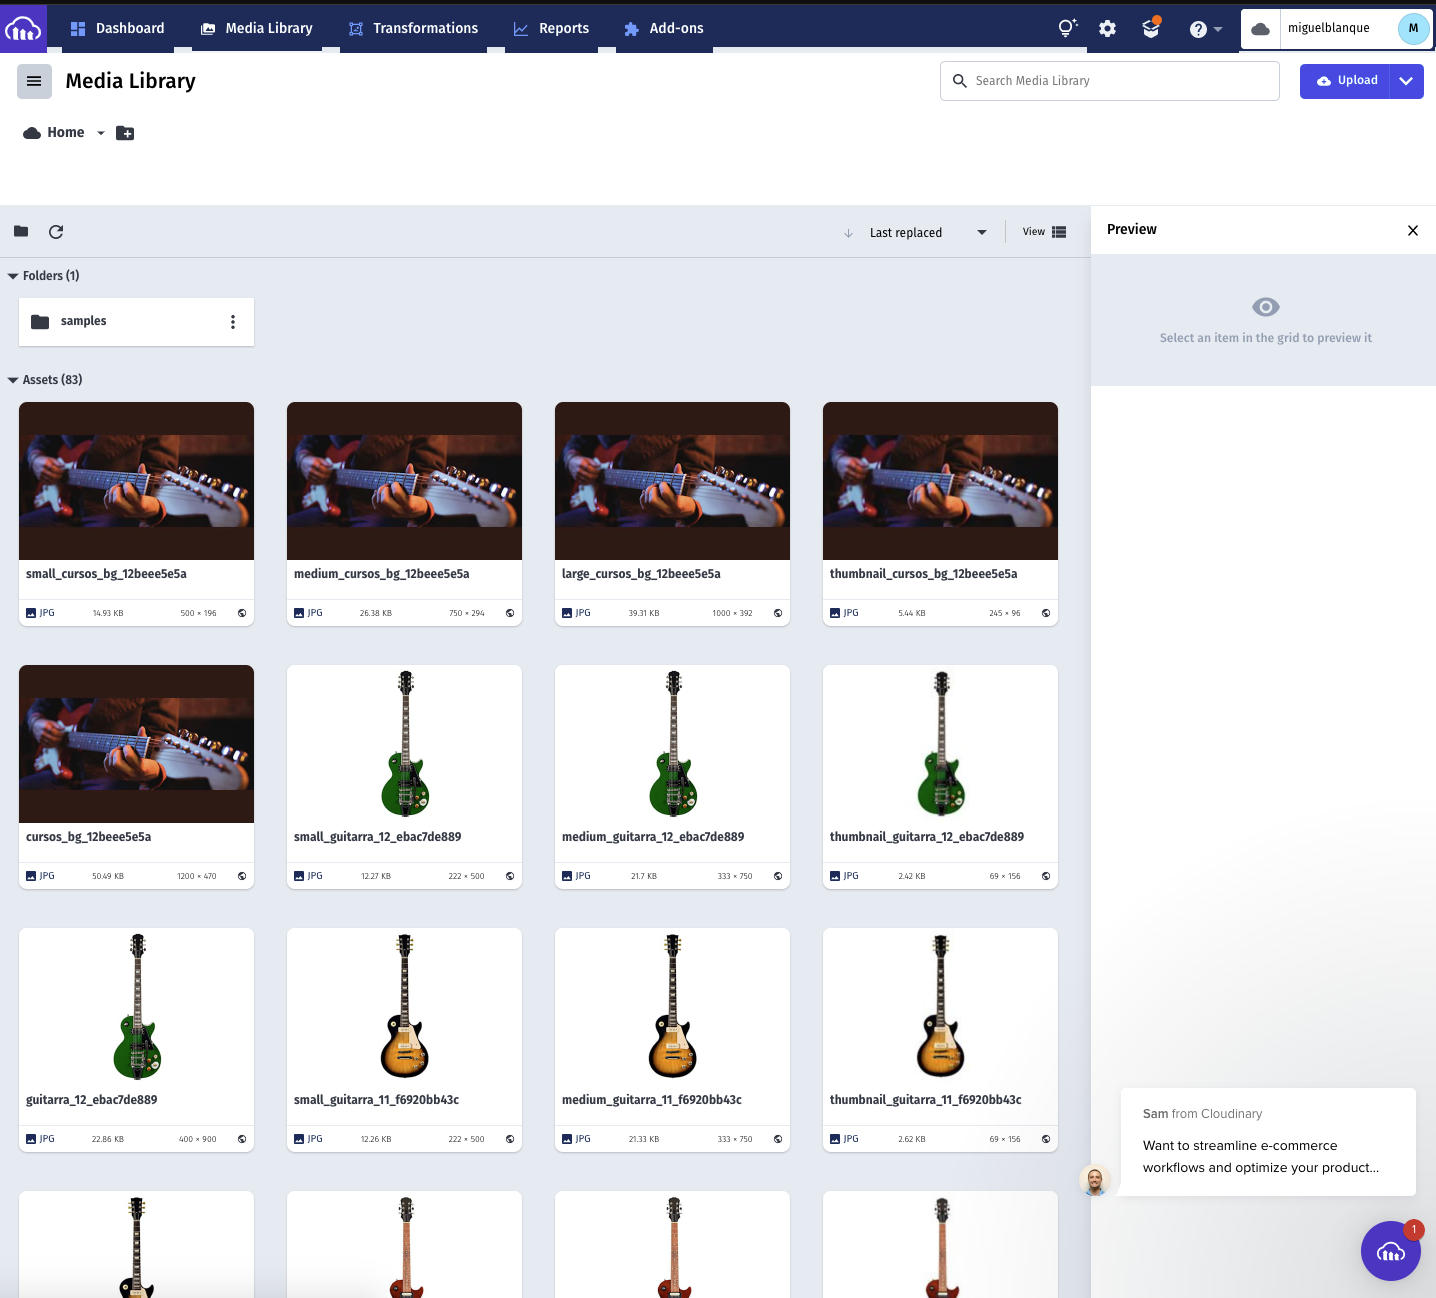 Dashboard
Media Library
Transformations
Reports
Add-ons
miguelblanque
M
Media Library
Search Media Library
Upload
Home
Last replaced
View
Preview
Select an item in the grid to preview it
Folders (1)
samples
Assets (83)
small_cursos_bg_12beee5e5a
JPG 14.93 KB 500 × 196
medium_cursos_bg_12beee5e5a
JPG 26.38 KB 750 × 294
large_cursos_bg_12beee5e5a
JPG 39.31 KB 1000 × 392
thumbnail_cursos_bg_12beee5e5a
JPG 5.44 KB 245 × 96
cursos_bg_12beee5e5a
JPG 50.49 KB 1200 × 470
small_guitarra_12_ebac7de889
JPG 12.27 KB 222 × 500
medium_guitarra_12_ebac7de889
JPG 21.7 KB 333 × 750
thumbnail_guitarra_12_ebac7de889
JPG 2.42 KB 69 × 156
guitarra_12_ebac7de889
JPG 22.86 KB 400 × 900
small_guitarra_11_f6920bb43c
JPG 12.26 KB 222 × 500
medium_guitarra_11_f6920bb43c
JPG 21.33 KB 333 × 750
thumbnail_guitarra_11_f6920bb43c
JPG 2.62 KB 69 × 156
Sam from Cloudinary
Want to streamline e-commerce
workflows and optimize your product...
1